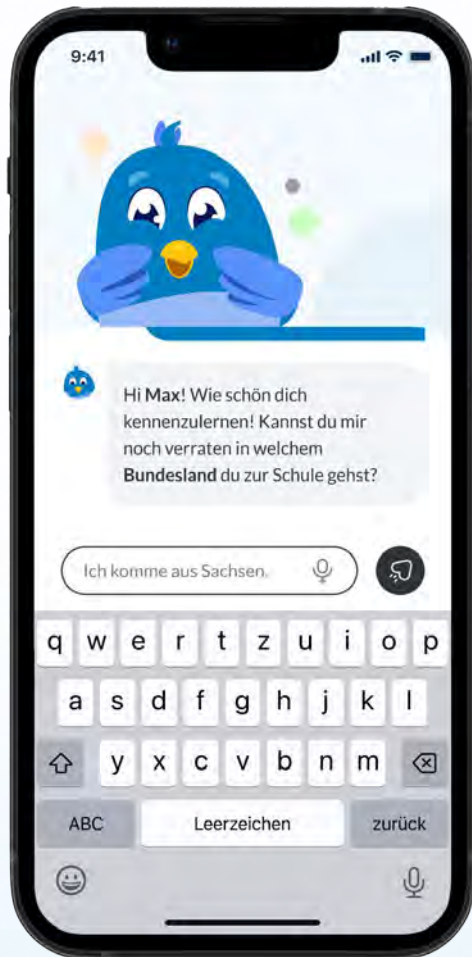 9:41
Hi Max! Wie schön dich
kennenzulernen! Kannst du mir
noch verraten in welchem
Bundesland du zur Schule gehst?
Ich komme aus Sachsen.
q w e r t z u i o p
a s d f g h j k l
y x c v b n m
ABC Leerzeichen zurück